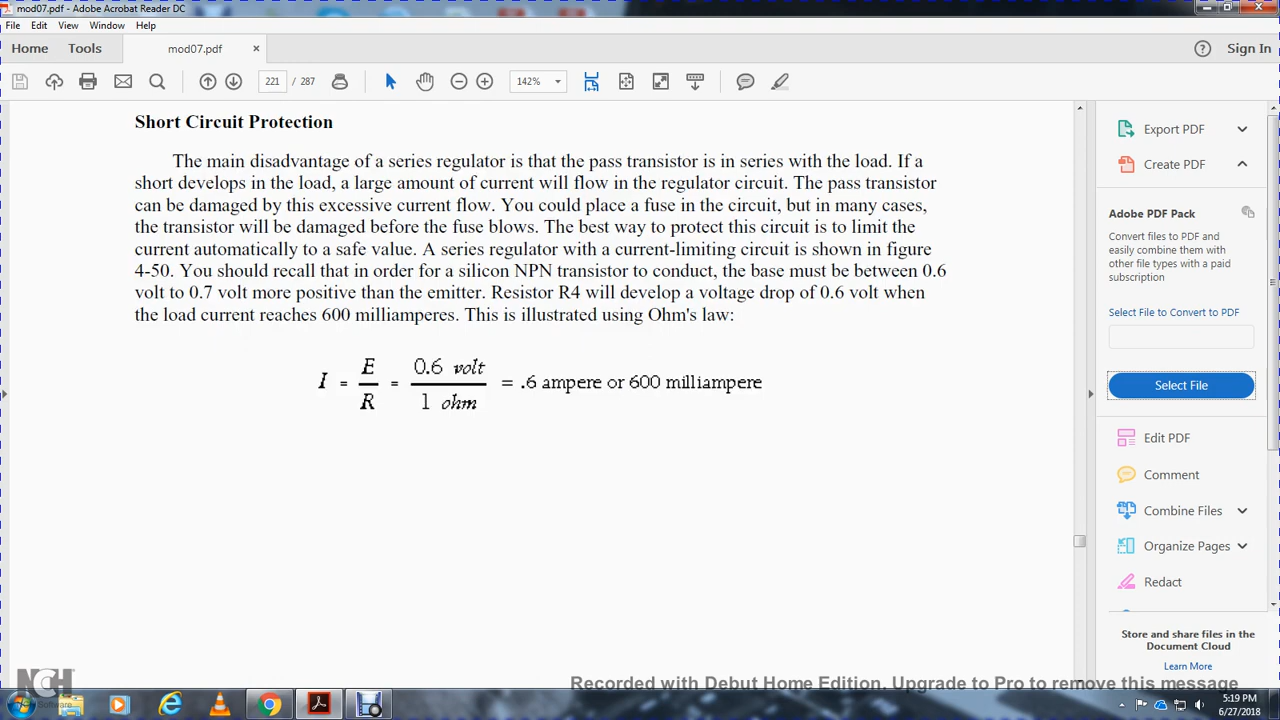 mod07.pdf - Adobe Acrobat Reader DC
File Edit View Window Help
Home Tools mod07.pdf × Sign In
221 / 287 142%
Short Circuit Protection
The main disadvantage of a series regulator is that the pass transistor is in series with the load. If a
short develops in the load, a large amount of current will flow in the regulator circuit. The pass transistor
can be damaged by this excessive current flow. You could place a fuse in the circuit, but in many cases,
the transistor will be damaged before the fuse blows. The best way to protect this circuit is to limit the
current automatically to a safe value. A series regulator with a current-limiting circuit is shown in figure
4-50. You should recall that in order for a silicon NPN transistor to conduct, the base must be between 0.6
volt to 0.7 volt more positive than the emitter. Resistor R4 will develop a voltage drop of 0.6 volt when
the load current reaches 600 milliamperes. This is illustrated using Ohm's law:
I = E/R = 0.6 volt / 1 ohm = .6 ampere or 600 milliampere
Export PDF
Create PDF
Adobe PDF Pack
Convert files to PDF and
easily combine them with
other file types with a paid
subscription
Select File to Convert to PDF
Select File
Edit PDF
Comment
Combine Files
Organize Pages
Redact
Store and share files in the
Document Cloud
Learn More
NCH
Software
Recorded with Debut Home Edition. Upgrade to Pro to remove this message
5:19 PM
6/27/2018